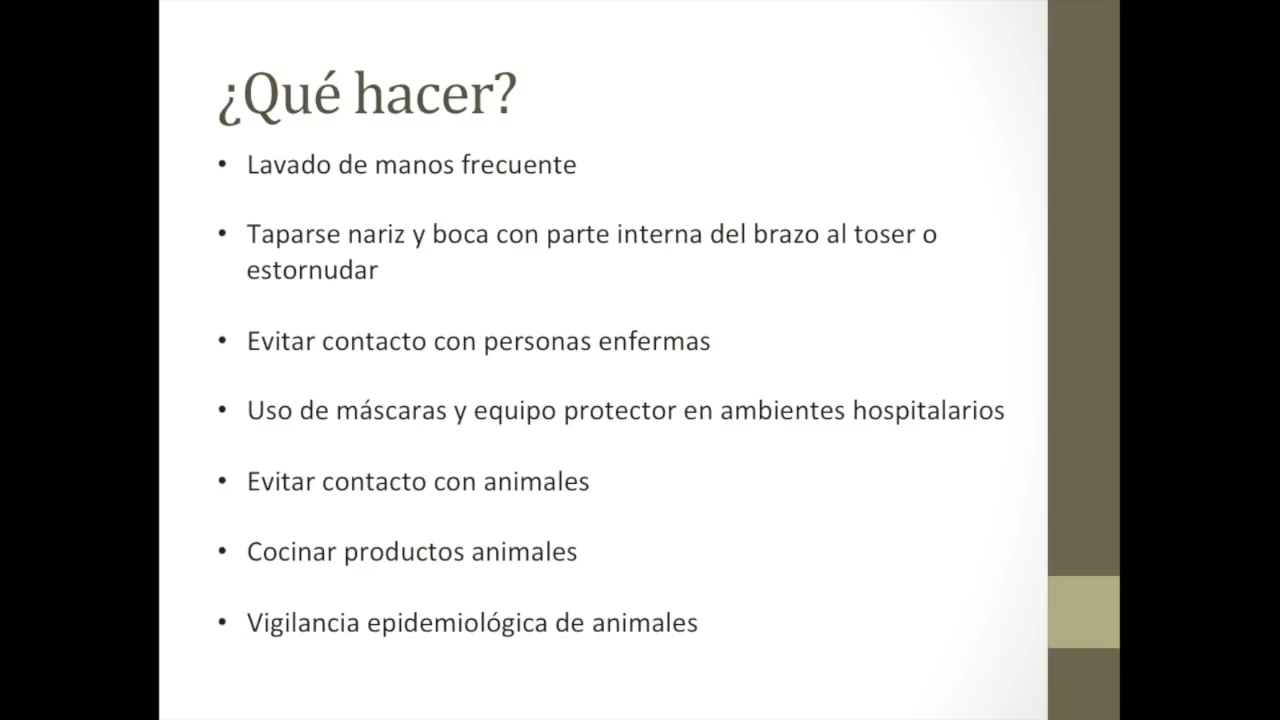 ¿Qué hacer?
• Lavado de manos frecuente
• Taparse nariz y boca con parte interna del brazo al toser o
estornudar
• Evitar contacto con personas enfermas
• Uso de máscaras y equipo protector en ambientes hospitalarios
• Evitar contacto con animales
• Cocinar productos animales
• Vigilancia epidemiológica de animales